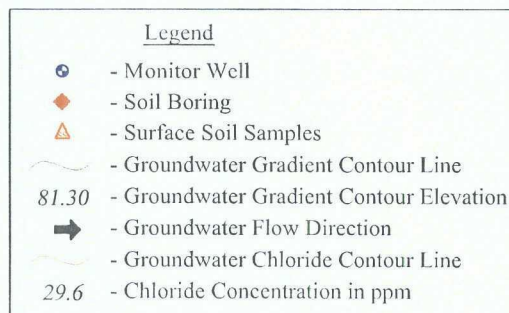 Legend
- Monitor Well
- Soil Boring
- Surface Soil Samples
- Groundwater Gradient Contour Line
81.30 - Groundwater Gradient Contour Elevation
- Groundwater Flow Direction
- Groundwater Chloride Contour Line
29.6 - Chloride Concentration in ppm